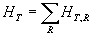 H_T = ∑_R H_{T,R}